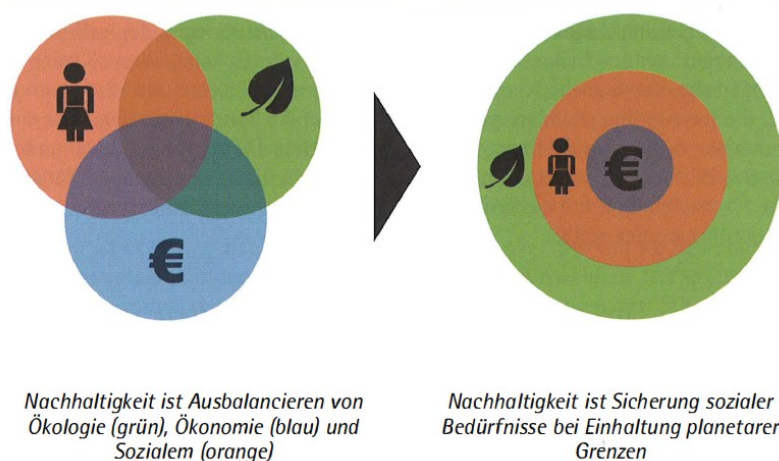 €
€
Nachhaltigkeit ist Ausbalancieren von
Ökologie (grün), Ökonomie (blau) und
Sozialem (orange)
Nachhaltigkeit ist Sicherung sozialer
Bedürfnisse bei Einhaltung planetarer
Grenzen